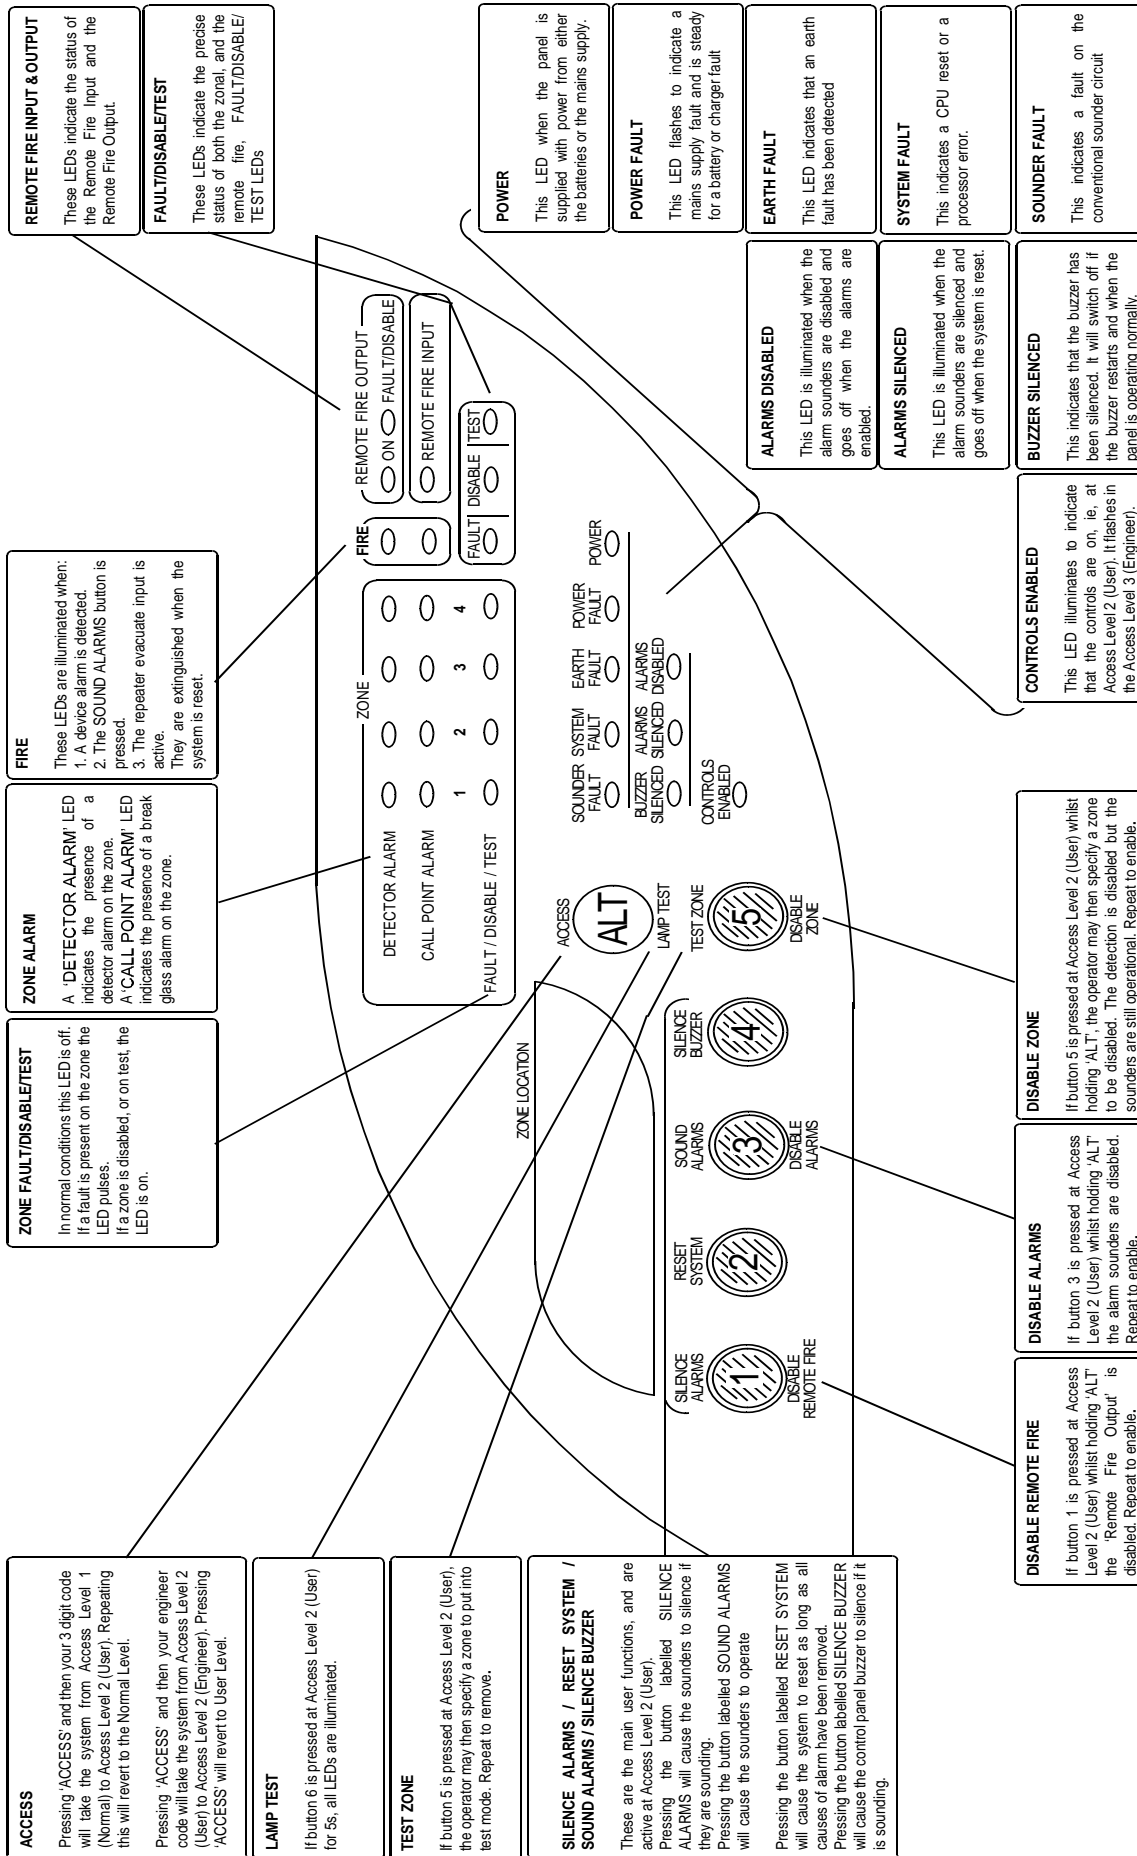 ACCESS
Pressing 'ACCESS' and then your 3 digit code
will take the system from Access Level 1
(Normal) to Access Level 2 (User). Repeating
this will revert to the Normal Level.
Pressing 'ACCESS' and then your engineer
code will take the system from Access Level 2
(User) to Access Level 2 (Engineer). Pressing
'ACCESS' will revert to User Level.
LAMP TEST
If button 6 is pressed at Access Level 2 (User)
for 5s, all LEDs are illuminated.
TEST ZONE
If button 5 is pressed at Access Level 2 (User),
the operator may then specify a zone to put into
test mode. Repeat to remove.
SILENCE ALARMS / RESET SYSTEM /
SOUND ALARMS / SILENCE BUZZER
These are the main user functions, and are
active at Access Level 2 (User).
Pressing the button labelled SILENCE
ALARMS will cause the sounders to silence if
they are sounding.
Pressing the button labelled SOUND ALARMS
will cause the sounders to operate
Pressing the button labelled RESET SYSTEM
will cause the system to reset as long as all
causes of alarm have been removed.
Pressing the button labelled SILENCE BUZZER
will cause the control panel buzzer to silence if it
is sounding.
ZONE FAULT/DISABLE/TEST
In normal conditions this LED is off.
If a fault is present on the zone the
LED pulses.
If a zone is disabled, or on test, the
LED is on.
ZONE ALARM
A 'DETECTOR ALARM' LED
indicates the presence of a
detector alarm on the zone.
A 'CALL POINT ALARM' LED
indicates the presence of a break
glass alarm on the zone.
FIRE
These LEDs are illuminated when:
1. A device alarm is detected.
2. The SOUND ALARMS button is
pressed.
3. The repeater evacuate input is
active.
They are extinguished when the
system is reset.
REMOTE FIRE INPUT & OUTPUT
These LEDs indicate the status of
the Remote Fire Input and the
Remote Fire Output.
FAULT/DISABLE/TEST
These LEDs indicate the precise
status of both the zonal, and the
remote fire, FAULT/DISABLE/
TEST LEDs
ZONE
DETECTOR ALARM
CALL POINT ALARM
1 2 3 4
FAULT / DISABLE / TEST
FIRE
REMOTE FIRE OUTPUT
ON FAULT/DISABLE
REMOTE FIRE INPUT
FAULT DISABLE TEST
ZONE LOCATION
ACCESS
ALT
LAMP TEST
SOUNDER FAULT
SYSTEM FAULT
EARTH FAULT
POWER FAULT
POWER
BUZZER SILENCED
ALARMS SILENCED
ALARMS DISABLED
CONTROLS ENABLED
SILENCE ALARMS
1
DISABLE REMOTE FIRE
RESET SYSTEM
2
SOUND ALARMS
3
DISABLE ALARMS
SILENCE BUZZER
4
TEST ZONE
5
DISABLE ZONE
POWER
This LED when the panel is
supplied with power from either
the batteries or the mains supply.
POWER FAULT
This LED flashes to indicate a
mains supply fault and is steady
for a battery or charger fault
EARTH FAULT
This LED indicates that an earth
fault has been detected
SYSTEM FAULT
This indicates a CPU reset or a
processor error.
SOUNDER FAULT
This indicates a fault on the
conventional sounder circuit
ALARMS DISABLED
This LED is illuminated when the
alarm sounders are disabled and
goes off when the alarms are
enabled.
ALARMS SILENCED
This LED is illuminated when the
alarm sounders are silenced and
goes off when the system is reset.
BUZZER SILENCED
This indicates that the buzzer has
been silenced. It will switch off if
the buzzer restarts and when the
panel is operating normally.
CONTROLS ENABLED
This LED illuminates to indicate
that the controls are on, ie, at
Access Level 2 (User). It flashes in
the Access Level 3 (Engineer).
DISABLE ZONE
If button 5 is pressed at Access Level 2 (User) whilst
holding 'ALT', the operator may then specify a zone
to be disabled. The detection is disabled but the
sounders are still operational. Repeat to enable.
DISABLE ALARMS
If button 3 is pressed at Access
Level 2 (User) whilst holding 'ALT'
the alarm sounders are disabled.
Repeat to enable.
DISABLE REMOTE FIRE
If button 1 is pressed at Access
Level 2 (User) whilst holding 'ALT'
the 'Remote Fire Output' is
disabled. Repeat to enable.